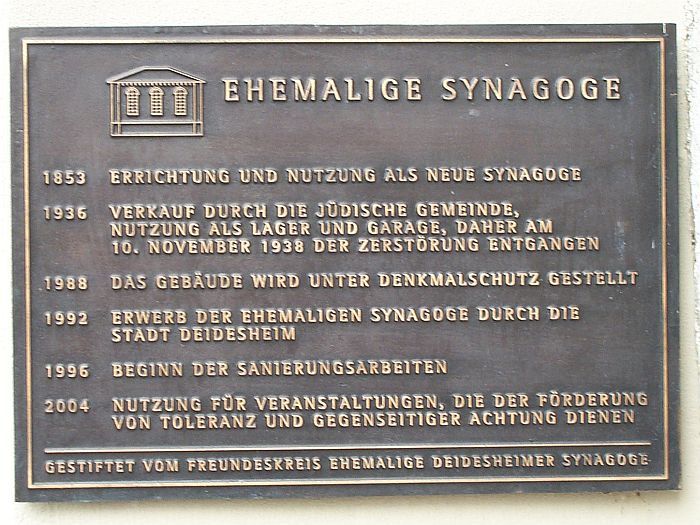 EHEMALIGE SYNAGOGE
1853 ERRICHTUNG UND NUTZUNG ALS NEUE SYNAGOGE
1936 VERKAUF DURCH DIE JÜDISCHE GEMEINDE,
NUTZUNG ALS LAGER UND GARAGE, DAHER AM
10. NOVEMBER 1938 DER ZERSTÖRUNG ENTGANGEN
1988 DAS GEBÄUDE WIRD UNTER DENKMALSCHUTZ GESTELLT
1992 ERWERB DER EHEMALIGEN SYNAGOGE DURCH DIE
STADT DEIDESHEIM
1996 BEGINN DER SANIERUNGSARBEITEN
2004 NUTZUNG FÜR VERANSTALTUNGEN, DIE DER FÖRDERUNG
VON TOLERANZ UND GEGENSEITIGER ACHTUNG DIENEN
GESTIFTET VOM FREUNDESKREIS EHEMALIGE DEIDESHEIMER SYNAGOGE